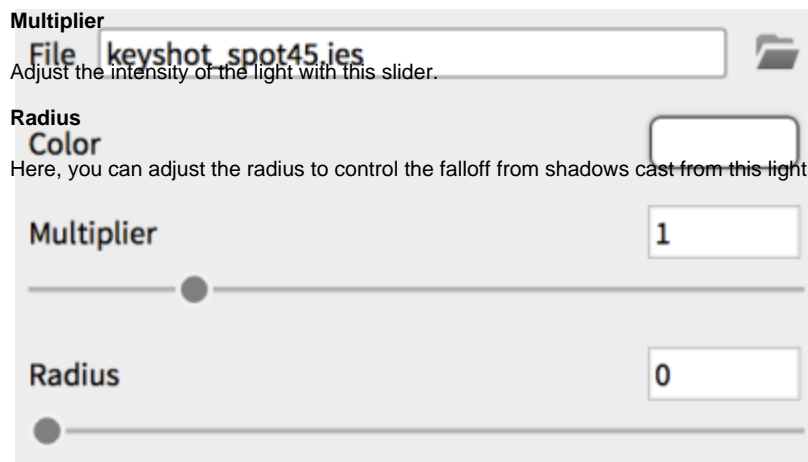 Multiplier
File keyshot_spot45.ies
Adjust the intensity of the light with this slider.
Radius
Color
Here, you can adjust the radius to control the falloff from shadows cast from this light
Multiplier 1
Radius 0